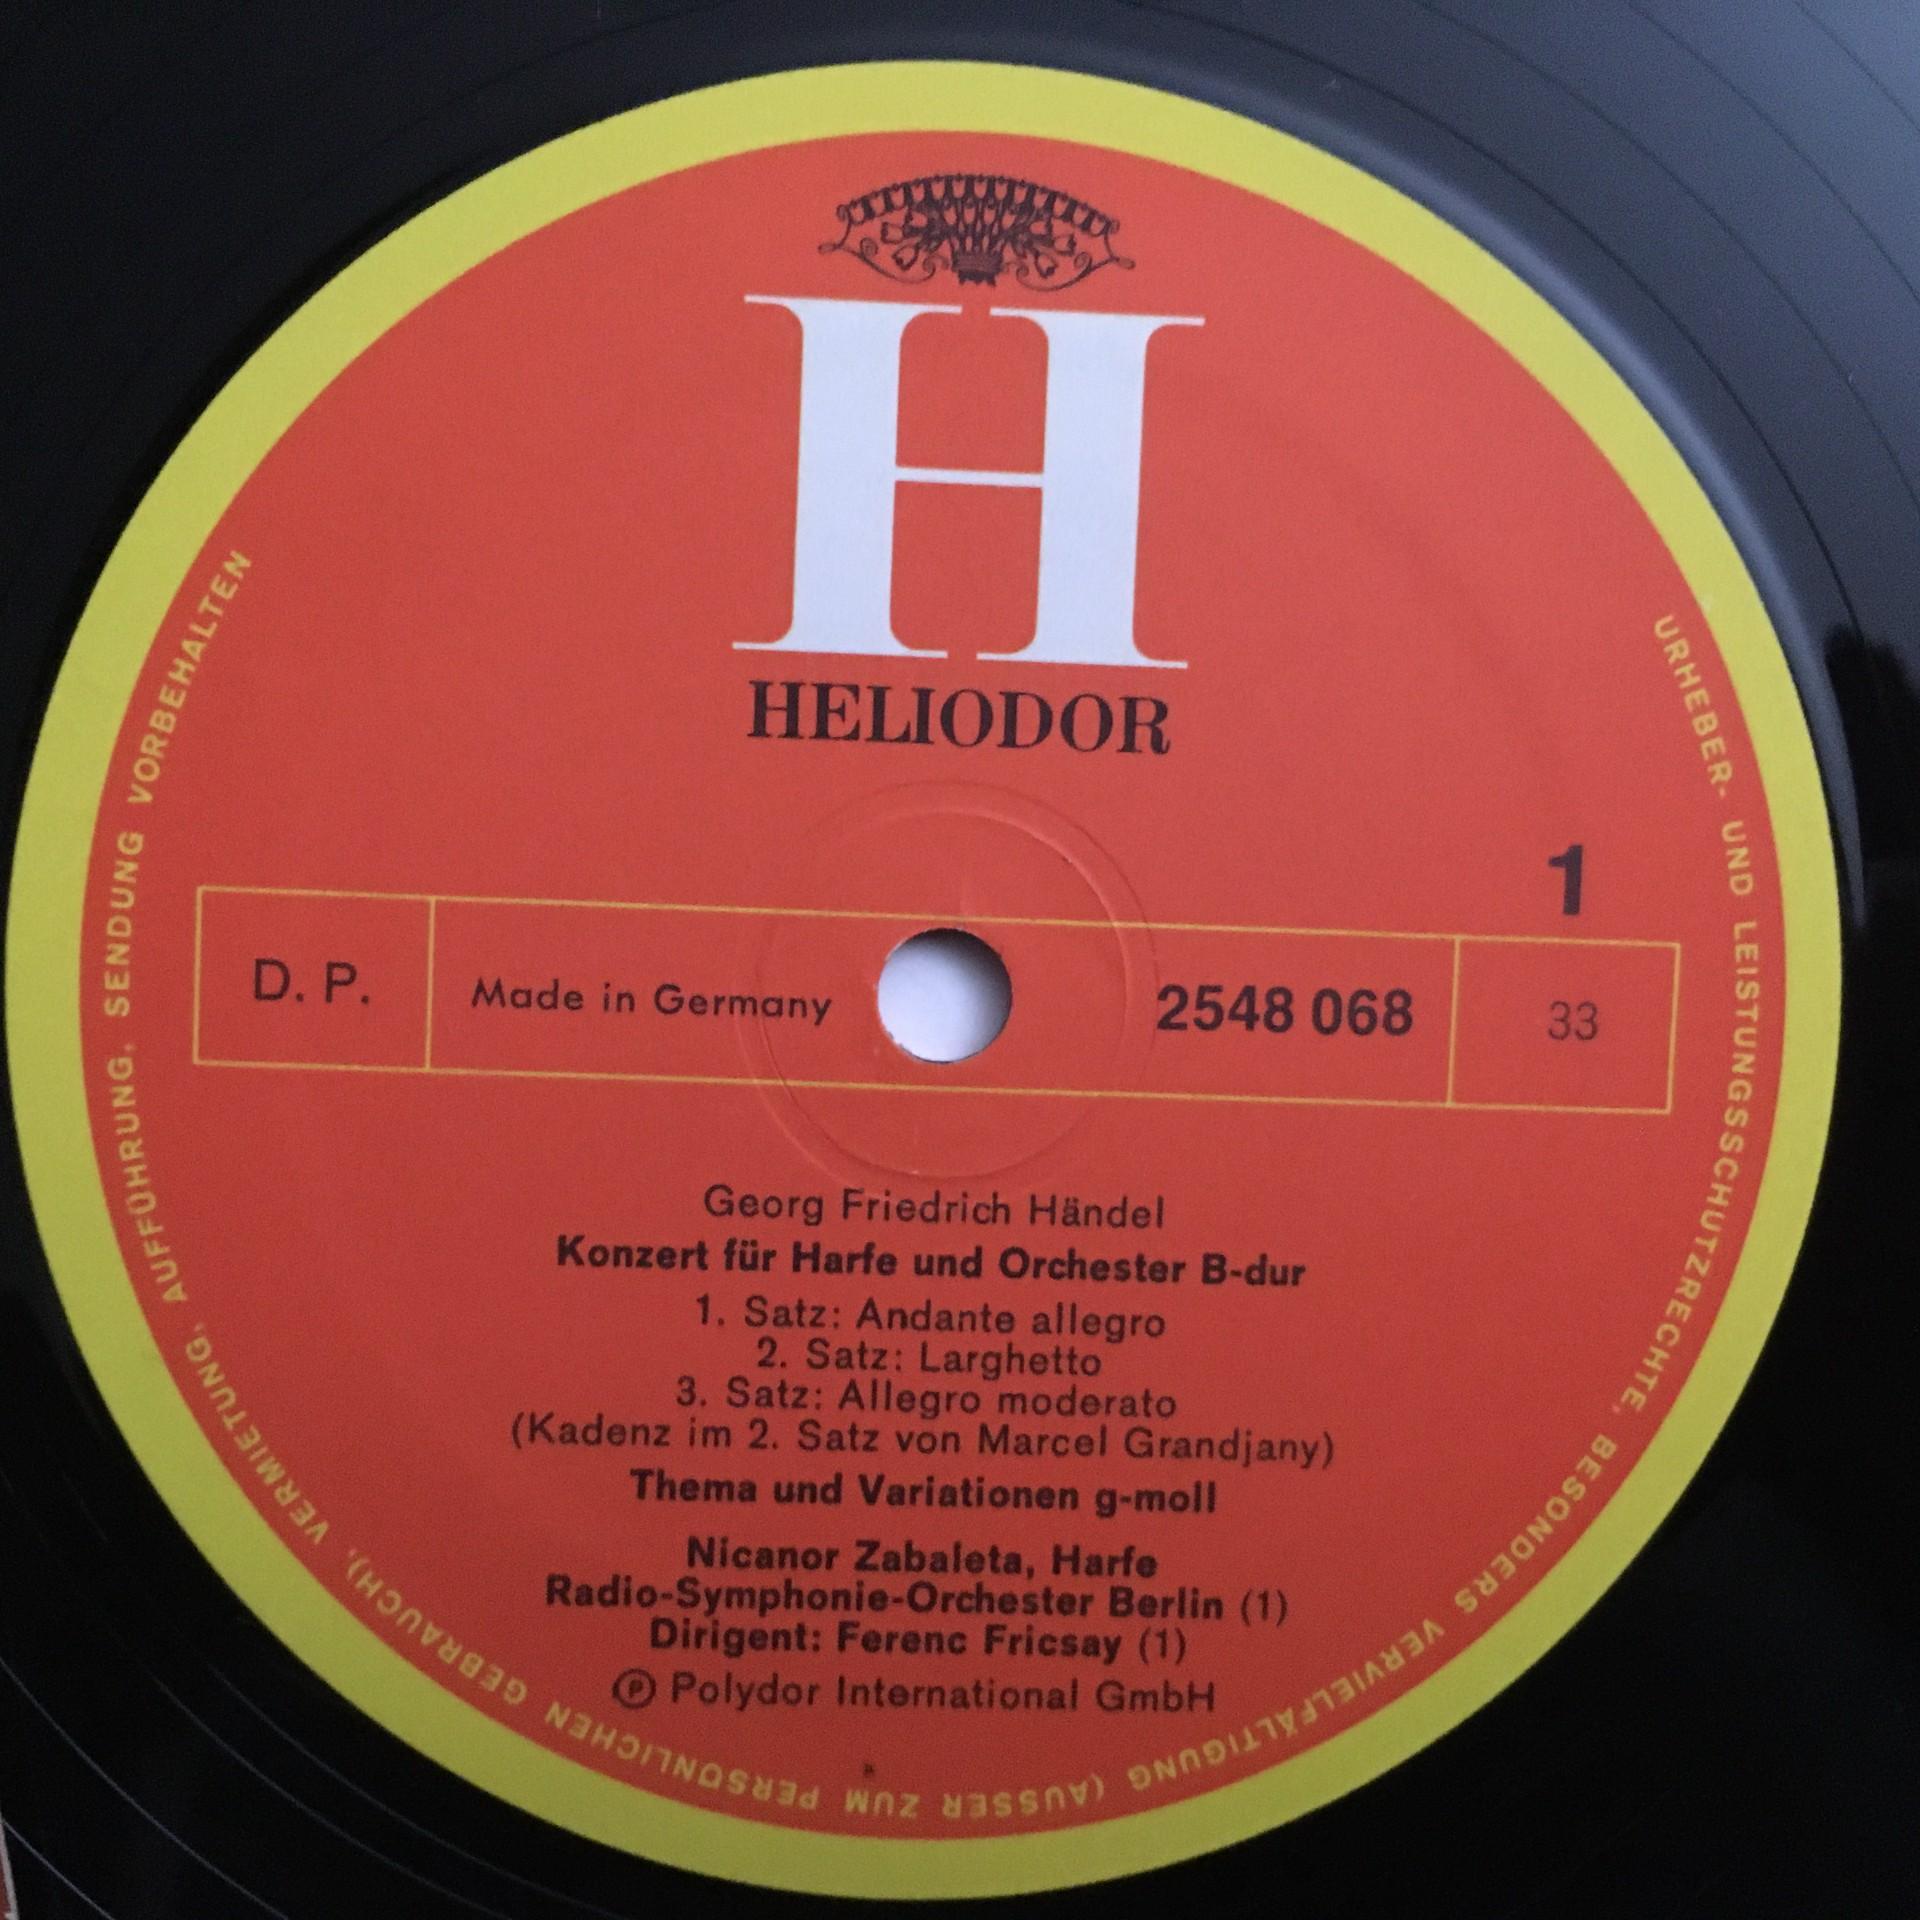 H
HELIODOR
1
D. P.
Made in Germany
2548 068
33
Georg Friedrich Händel
Konzert für Harfe und Orchester B-dur
1. Satz: Andante allegro
2. Satz: Larghetto
3. Satz: Allegro moderato
(Kadenz im 2. Satz von Marcel Grandjany)
Thema und Variationen g-moll
Nicanor Zabaleta, Harfe
Radio-Symphonie-Orchester Berlin (1)
Dirigent: Ferenc Fricsay (1)
Ⓟ Polydor International GmbH
URHEBER- UND LEISTUNGSSCHUTZRECHTE, BESONDERS VERVIELFÄLTIGUNG (AUSSER ZUM PERSÖNLICHEN GEBRAUCH), VERMIETUNG, AUFFÜHRUNG, SENDUNG VORBEHALTEN